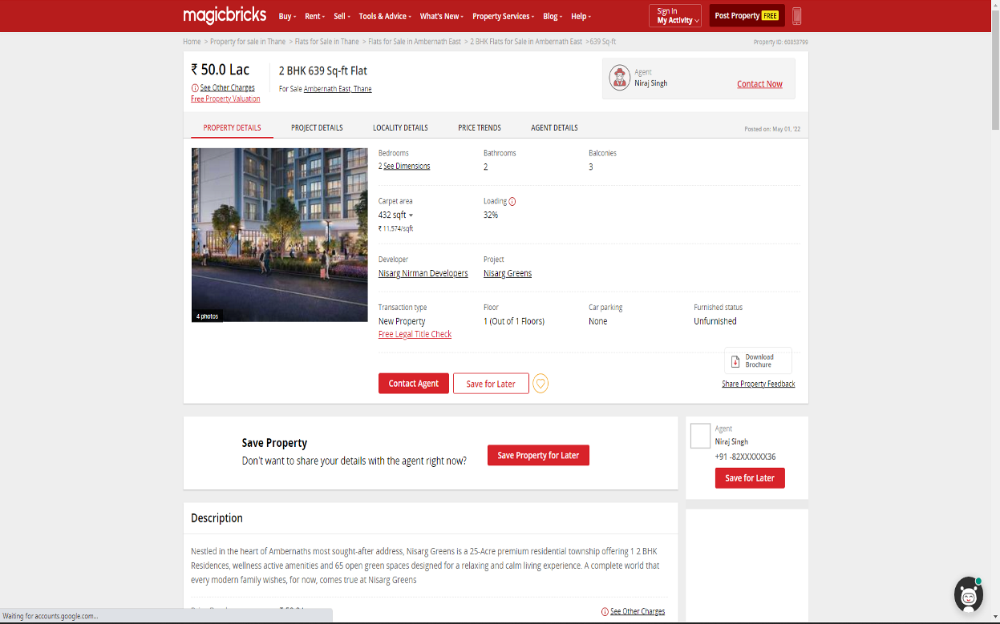 magicbricks
Buy Rent Sell Tools & Advice What's New Property Services Blog Help
Sign In
My Activity
Post Property FREE
Home > Property for sale in Thane > Flats for Sale in Thane > Flats for Sale in Ambernath East > 2 BHK Flats for Sale in Ambernath East >639 Sq-ft
Property ID: 60853799
₹ 50.0 Lac
2 BHK 639 Sq-ft Flat
See Other Charges
For Sale Ambernath East, Thane
Free Property Valuation
Agent
Niraj Singh
Contact Now
PROPERTY DETAILS PROJECT DETAILS LOCALITY DETAILS PRICE TRENDS AGENT DETAILS
Posted on: May 01, '22
Bedrooms Bathrooms Balconies
2 See Dimensions 2 3
Carpet area Loading
432 sqft 32%
₹ 11,574/sqft
Developer Project
Nisarg Nirman Developers Nisarg Greens
Transaction type Floor Car parking Furnished status
New Property 1 (Out of 1 Floors) None Unfurnished
Free Legal Title Check
4 photos
Download
Brochure
Contact Agent Save for Later
Share Property Feedback
Save Property
Don't want to share your details with the agent right now?
Save Property for Later
Agent
Niraj Singh
+91 -82XXXXXX36
Save for Later
Description
Nestled in the heart of Ambernaths most sought-after address, Nisarg Greens is a 25-Acre premium residential township offering 1 2 BHK
Residences, wellness active amenities and 65 open green spaces designed for a relaxing and calm living experience. A complete world that
every modern family wishes, for now, comes true at Nisarg Greens
See Other Charges
Waiting for accounts.google.com...